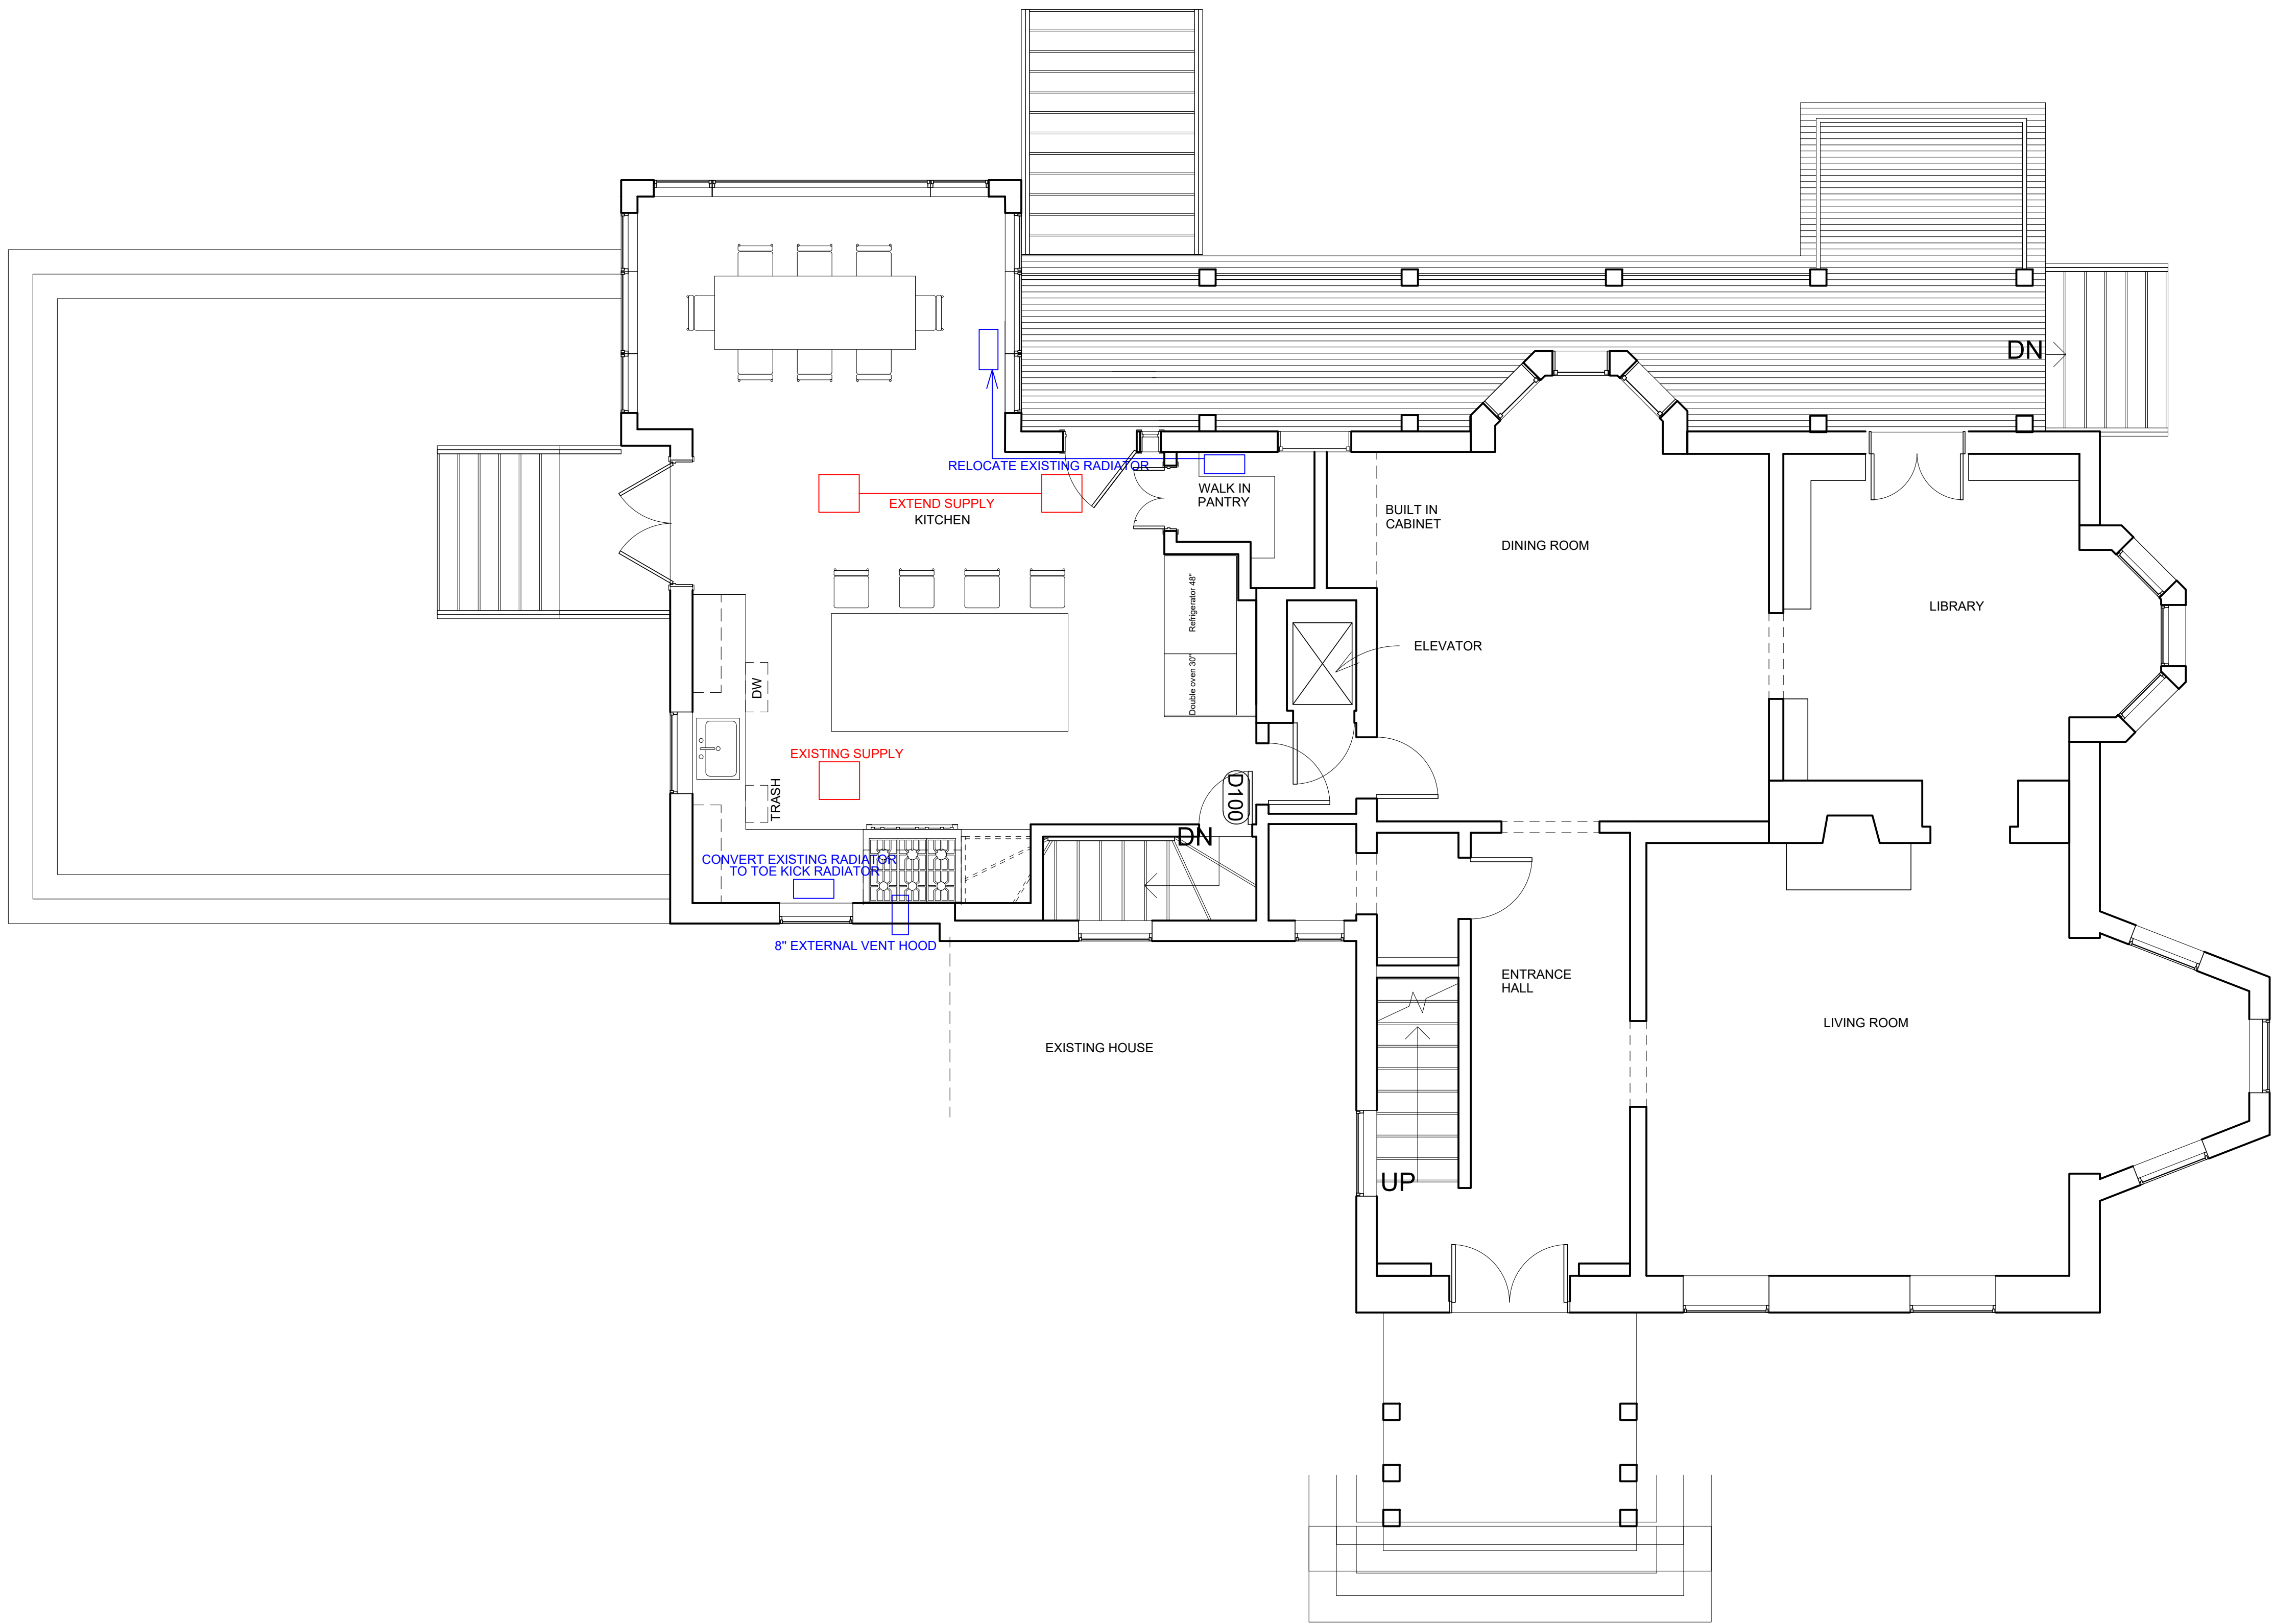 DN
RELOCATE EXISTING RADIATOR
WALK IN
PANTRY
EXTEND SUPPLY
KITCHEN
BUILT IN
CABINET
DINING ROOM
Refrigerator 48"
LIBRARY
ELEVATOR
Double oven 30"
DW
EXISTING SUPPLY
TRASH
D100
DN
CONVERT EXISTING RADIATOR
TO TOE KICK RADIATOR
8" EXTERNAL VENT HOOD
ENTRANCE
HALL
LIVING ROOM
EXISTING HOUSE
UP